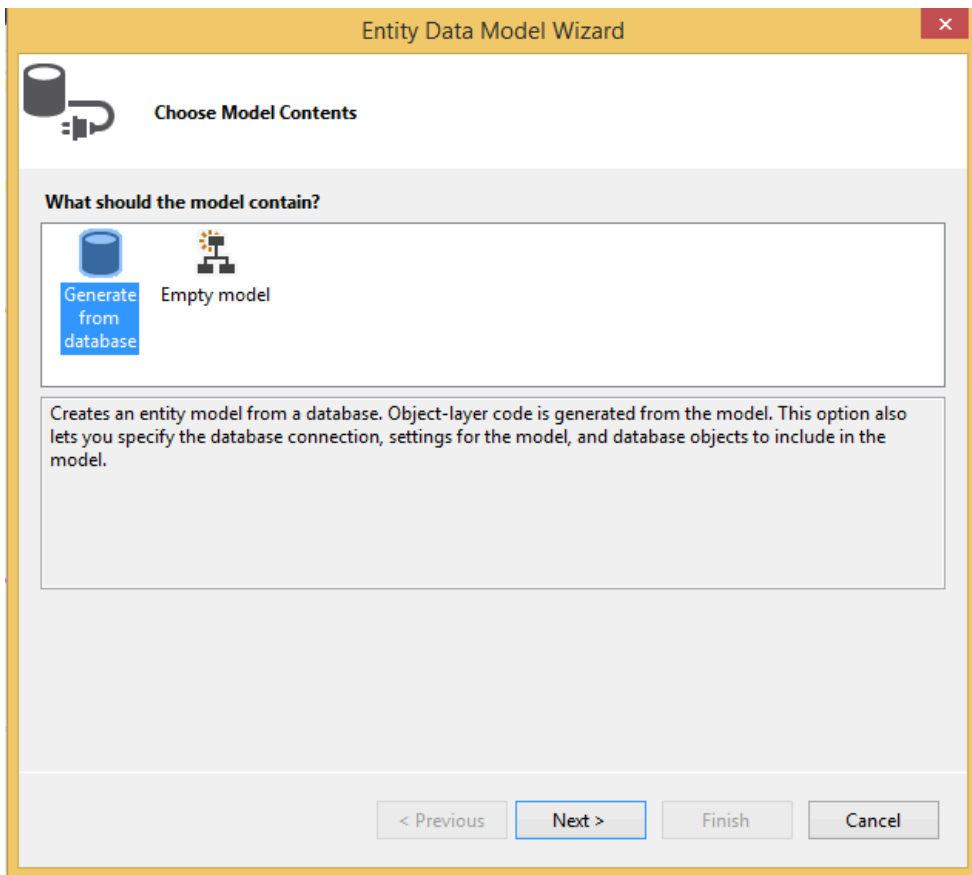 Entity Data Model Wizard
Choose Model Contents
What should the model contain?
Generate
from
database
Empty model
Creates an entity model from a database. Object-layer code is generated from the model. This option also
lets you specify the database connection, settings for the model, and database objects to include in the
model.
< Previous
Next >
Finish
Cancel